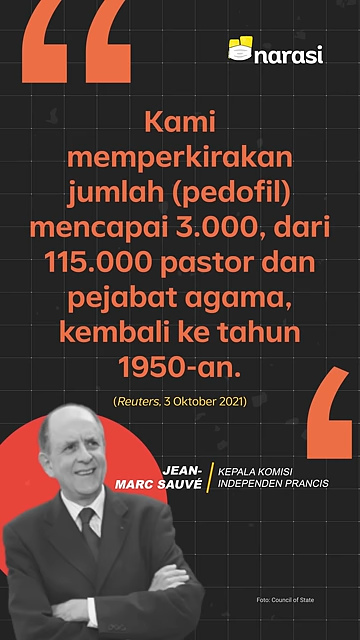 narasi
Kami
memperkirakan
jumlah (pedofil)
mencapai 3.000, dari
115.000 pastor dan
pejabat agama,
kembali ke tahun
1950-an.
(Reuters, 3 Oktober 2021)
JEAN-
MARC SAUVÉ
KEPALA KOMISI
INDEPENDEN PRANCIS
Foto: Council of State